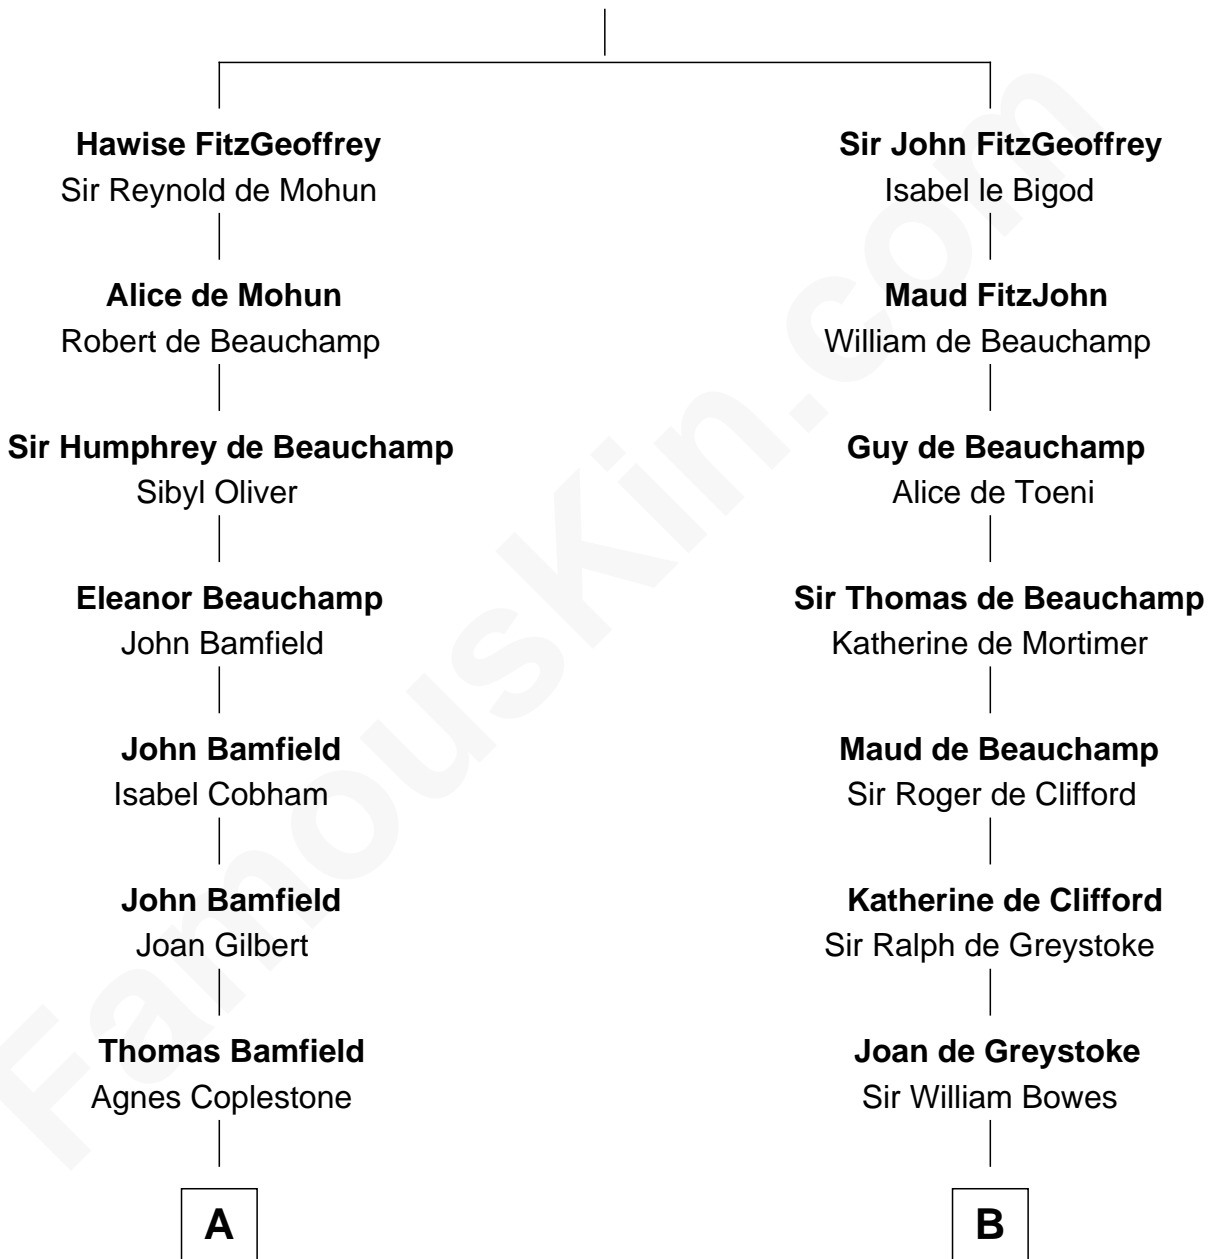 Hawise FitzGeoffrey
Sir Reynold de Mohun
Alice de Mohun
Robert de Beauchamp
Sir Humphrey de Beauchamp
Sibyl Oliver
Eleanor Beauchamp
John Bamfield
John Bamfield
Isabel Cobham
John Bamfield
Joan Gilbert
Thomas Bamfield
Agnes Coplestone
A
Sir John FitzGeoffrey
Isabel le Bigod
Maud FitzJohn
William de Beauchamp
Guy de Beauchamp
Alice de Toeni
Sir Thomas de Beauchamp
Katherine de Mortimer
Maud de Beauchamp
Sir Roger de Clifford
Katherine de Clifford
Sir Ralph de Greystoke
Joan de Greystoke
Sir William Bowes
B
FamousKin.com